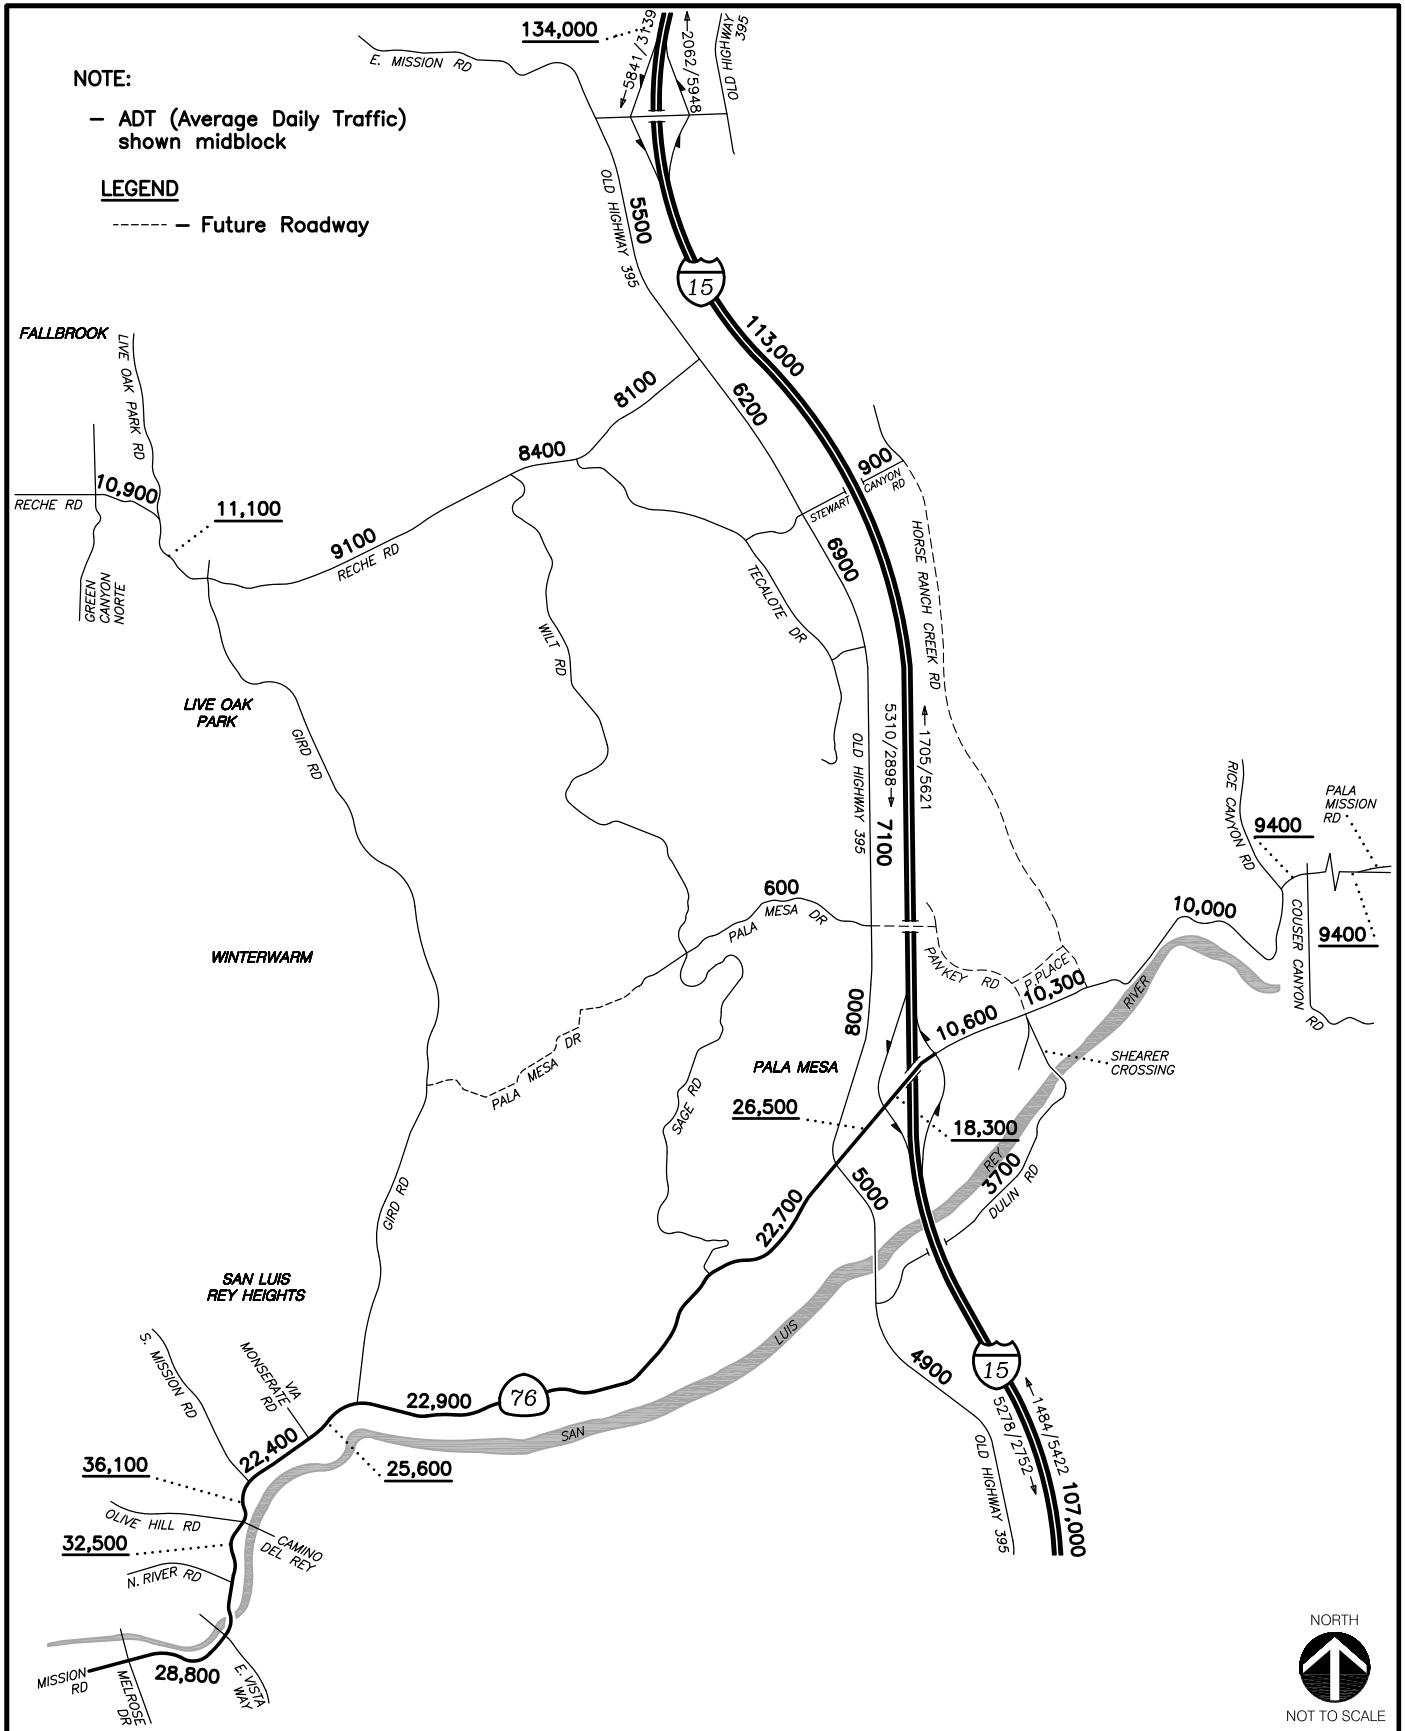 134,000
5841/3139
2062/5948
OLD HIGHWAY
395
E. MISSION RD
NOTE:
– ADT (Average Daily Traffic)
shown midblock
LEGEND
------ – Future Roadway
OLD HIGHWAY 395
5500
15
113,000
FALLBROOK
LIVE OAK PARK RD
8100
6200
8400
900
CANYON
RD
STEWART
10,900
RECHE RD
11,100
9100
RECHE RD
6900
HORSE RANCH CREEK RD
GREEN
CANYON
NORTE
TECALOTE DR
WILT RD
LIVE OAK
PARK
GIRD RD
5310/2898
1705/5621
OLD HIGHWAY 395
7100
RICE CANYON RD
PALA
MISSION
RD
9400
600
PALA MESA DR
10,000
COUSER CANYON RD
9400
WINTERWARM
PANKEY RD
P.PLACE
10,300
RIVER
8000
10,600
PALA MESA DR
PALA MESA
SHEARER
CROSSING
SAGE RD
26,500
18,300
REY
3700
DULIN RD
5000
22,700
GIRD RD
SAN LUIS
REY HEIGHTS
LUIS
S. MISSION RD
VIA
MONSERATE
RD
15
4900
76
22,900
1484/5422
5278/2752
SAN
22,400
OLD HIGHWAY 395
107,000
36,100
25,600
OLIVE HILL RD
CAMINO
DEL REY
32,500
N. RIVER RD
MISSION
RD
28,800
MELROSE
DR
E. VISTA
WAY
NORTH
NOT TO SCALE